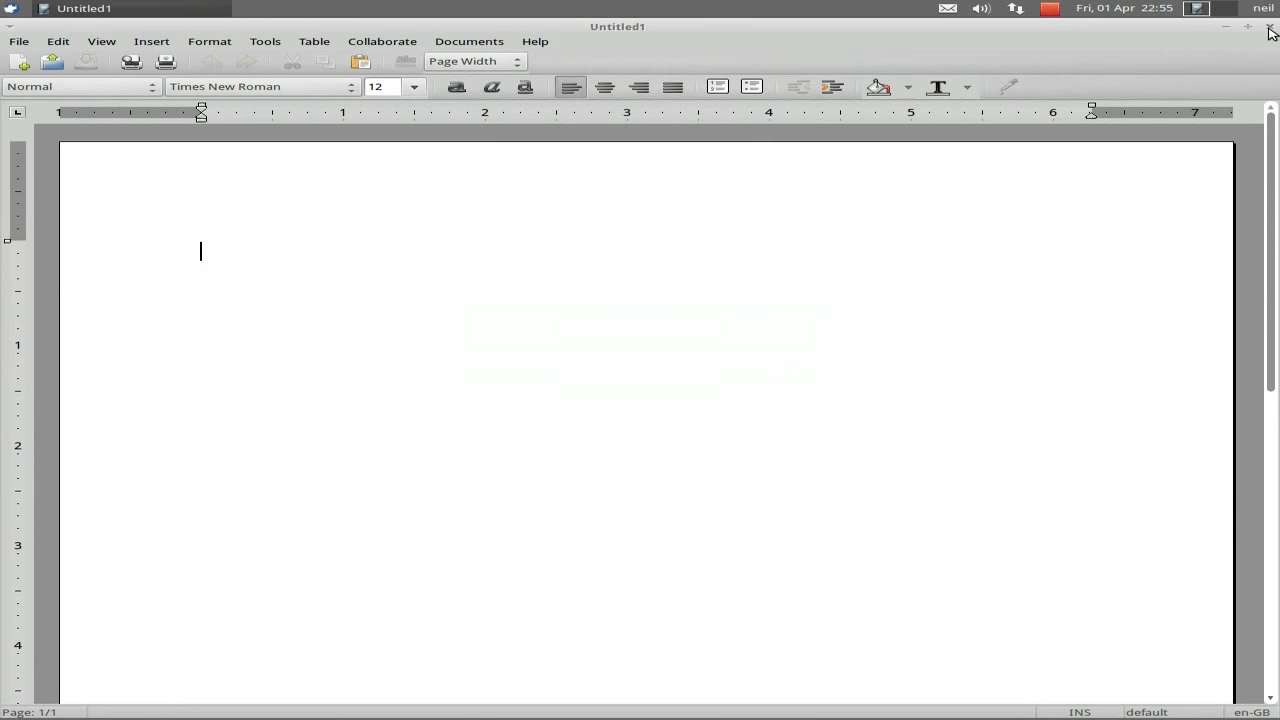 Untitled1
Fri, 01 Apr 22:55
neil
Untitled1
File Edit View Insert Format Tools Table Collaborate Documents Help
Abc
Page Width
Normal
Times New Roman
12
a a a
T
1 1 2 3 4 5 6 7
1
2
3
4
Page: 1/1
INS
default
en-GB